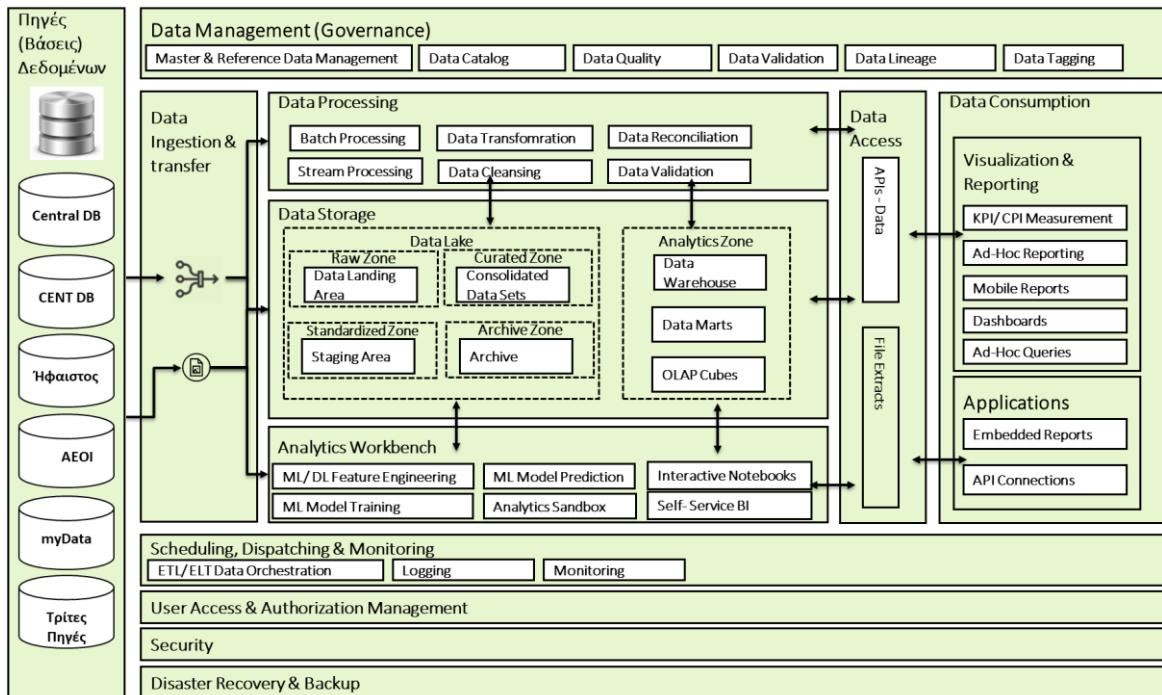 Πηγές
(Βάσεις)
Δεδομένων
Central DB
CENT DB
Ήφαιστος
AEOI
myData
Τρίτες
Πηγές
Data Management (Governance)
Master & Reference Data Management
Data Catalog
Data Quality
Data Validation
Data Lineage
Data Tagging
Data
Ingestion &
transfer
Data Processing
Batch Processing
Data Transfomration
Data Reconciliation
Stream Processing
Data Cleansing
Data Validation
Data Storage
Data Lake
Raw Zone
Data Landing
Area
Curated Zone
Consolidated
Data Sets
Standardized Zone
Staging Area
Archive Zone
Archive
Analytics Zone
Data
Warehouse
Data Marts
OLAP Cubes
Analytics Workbench
ML/ DL Feature Engineering
ML Model Prediction
Interactive Notebooks
ML Model Training
Analytics Sandbox
Self- Service BI
Data
Access
APIs - Data
File Extracts
Data Consumption
Visualization &
Reporting
KPI/ CPI Measurement
Ad-Hoc Reporting
Mobile Reports
Dashboards
Ad-Hoc Queries
Applications
Embedded Reports
API Connections
Scheduling, Dispatching & Monitoring
ETL/ ELT Data Orchestration
Logging
Monitoring
User Access & Authorization Management
Security
Disaster Recovery & Backup